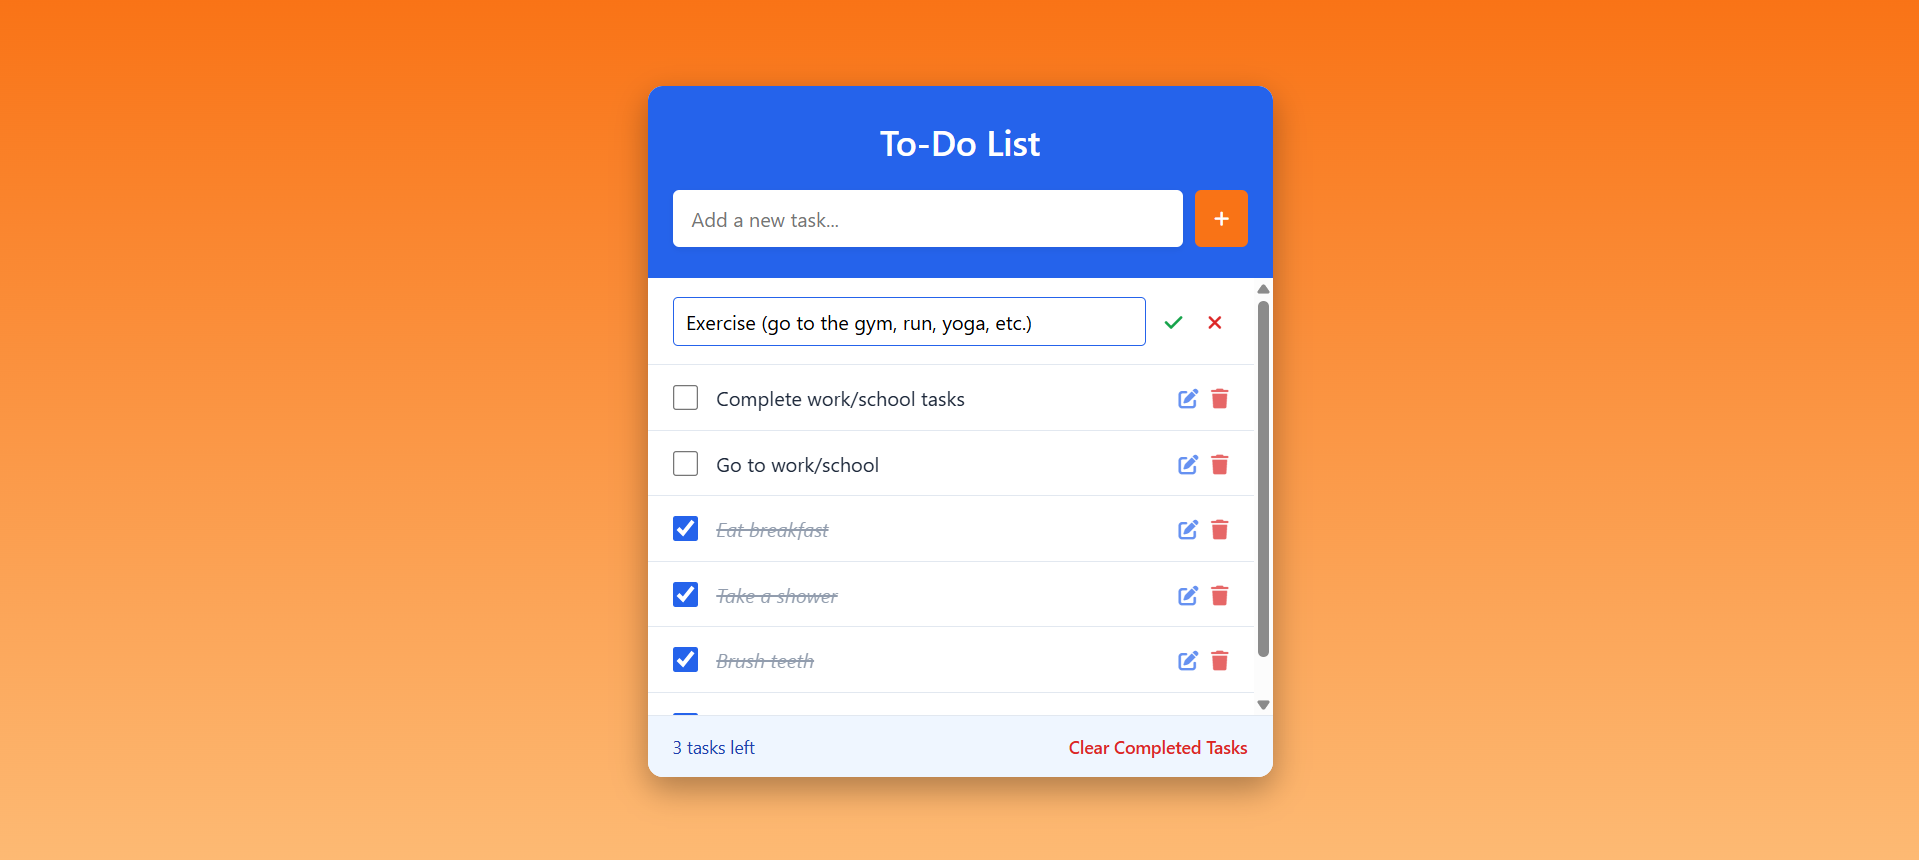 To-Do List
Add a new task...
Exercise (go to the gym, run, yoga, etc.)
Complete work/school tasks
Go to work/school
Eat breakfast
Take a shower
Brush teeth
3 tasks left
Clear Completed Tasks